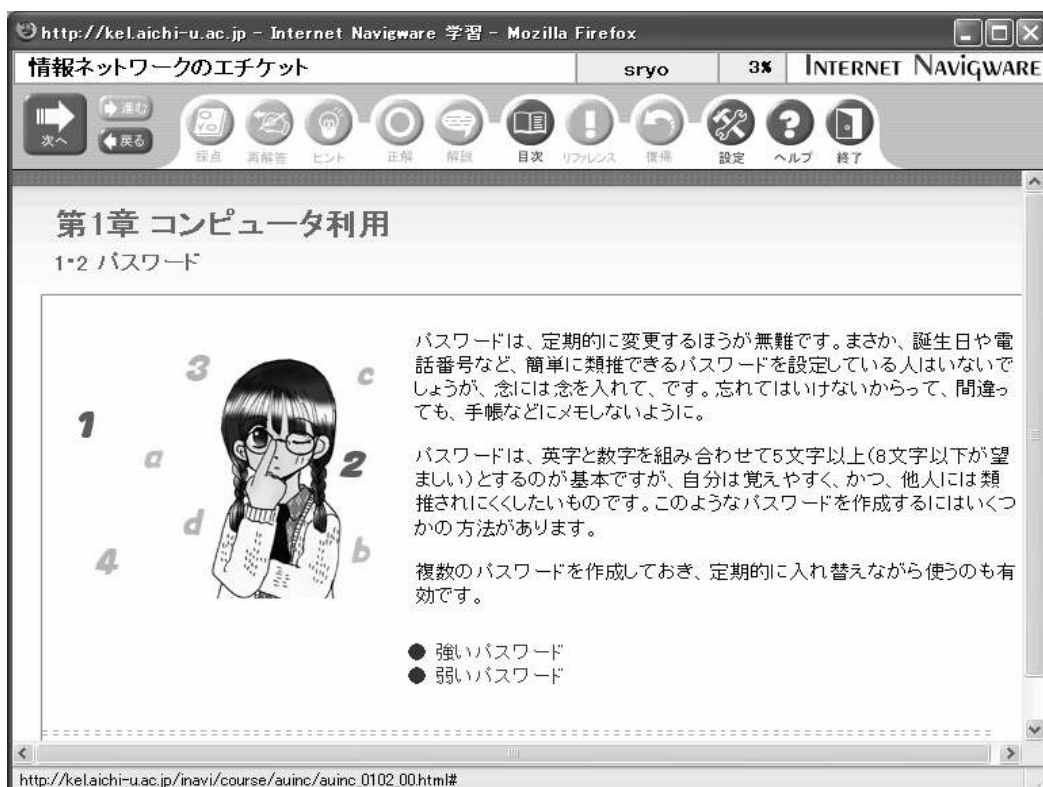 http://kel.aichi-u.ac.jp - Internet Navigware 学習 - Mozilla Firefox
情報ネットワークのエチケット sryo 3% INTERNET NAVIGWARE
次へ 進む 戻る 採点 再解答 ヒント 正解 解説 目次 リファレンス 復帰 設定 ヘルプ 終了
第1章 コンピュータ利用
1・2 パスワード
パスワードは、定期的に変更するほうが無難です。まさか、誕生日や電
話番号など、簡単に類推できるパスワードを設定している人はいないで
しょうが、念には念を入れて、です。忘れてはいけないからって、間違っ
ても、手帳などにメモしないように。
パスワードは、英字と数字を組み合わせて5文字以上(8文字以下が望
ましい)とするのが基本ですが、自分は覚えやすく、かつ、他人には類
推されにくくしたいものです。このようなパスワードを作成するにはいくつ
かの方法があります。
複数のパスワードを作成しておき、定期的に入れ替えながら使うのも有
効です。
● 強いパスワード
● 弱いパスワード
3 c
1
a 2
d
4 b
http://kel.aichi-u.ac.jp/inavi/course/auinc/auinc_0102_00.html#